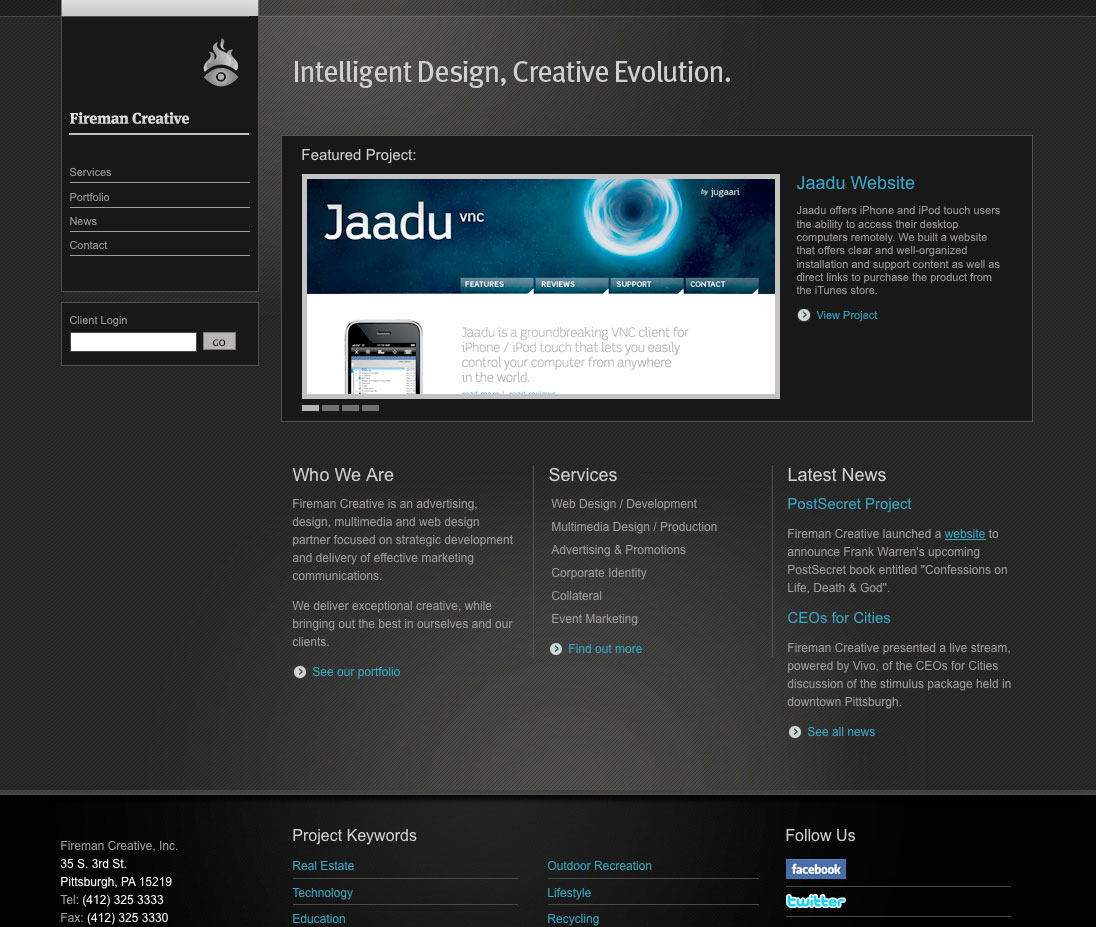 Fireman Creative
Services
Portfolio
News
Contact
Client Login
GO
Intelligent Design, Creative Evolution.
Featured Project:
by jugaari
Jaadu vnc
FEATURES
REVIEWS
SUPPORT
CONTACT
Jaadu is a groundbreaking VNC client for
iPhone / iPod touch that lets you easily
control your computer from anywhere
in the world.
Jaadu Website
Jaadu offers iPhone and iPod touch users
the ability to access their desktop
computers remotely. We built a website
that offers clear and well-organized
installation and support content as well as
direct links to purchase the product from
the iTunes store.
View Project
Who We Are
Fireman Creative is an advertising,
design, multimedia and web design
partner focused on strategic development
and delivery of effective marketing
communications.
We deliver exceptional creative, while
bringing out the best in ourselves and our
clients.
See our portfolio
Services
Web Design / Development
Multimedia Design / Production
Advertising & Promotions
Corporate Identity
Collateral
Event Marketing
Find out more
Latest News
PostSecret Project
Fireman Creative launched a website to
announce Frank Warren's upcoming
PostSecret book entitled "Confessions on
Life, Death & God".
CEOs for Cities
Fireman Creative presented a live stream,
powered by Vivo, of the CEOs for Cities
discussion of the stimulus package held in
downtown Pittsburgh.
See all news
Fireman Creative, Inc.
35 S. 3rd St.
Pittsburgh, PA 15219
Tel: (412) 325 3333
Fax: (412) 325 3330
Project Keywords
Real Estate
Technology
Education
Outdoor Recreation
Lifestyle
Recycling
Follow Us
facebook
twitter